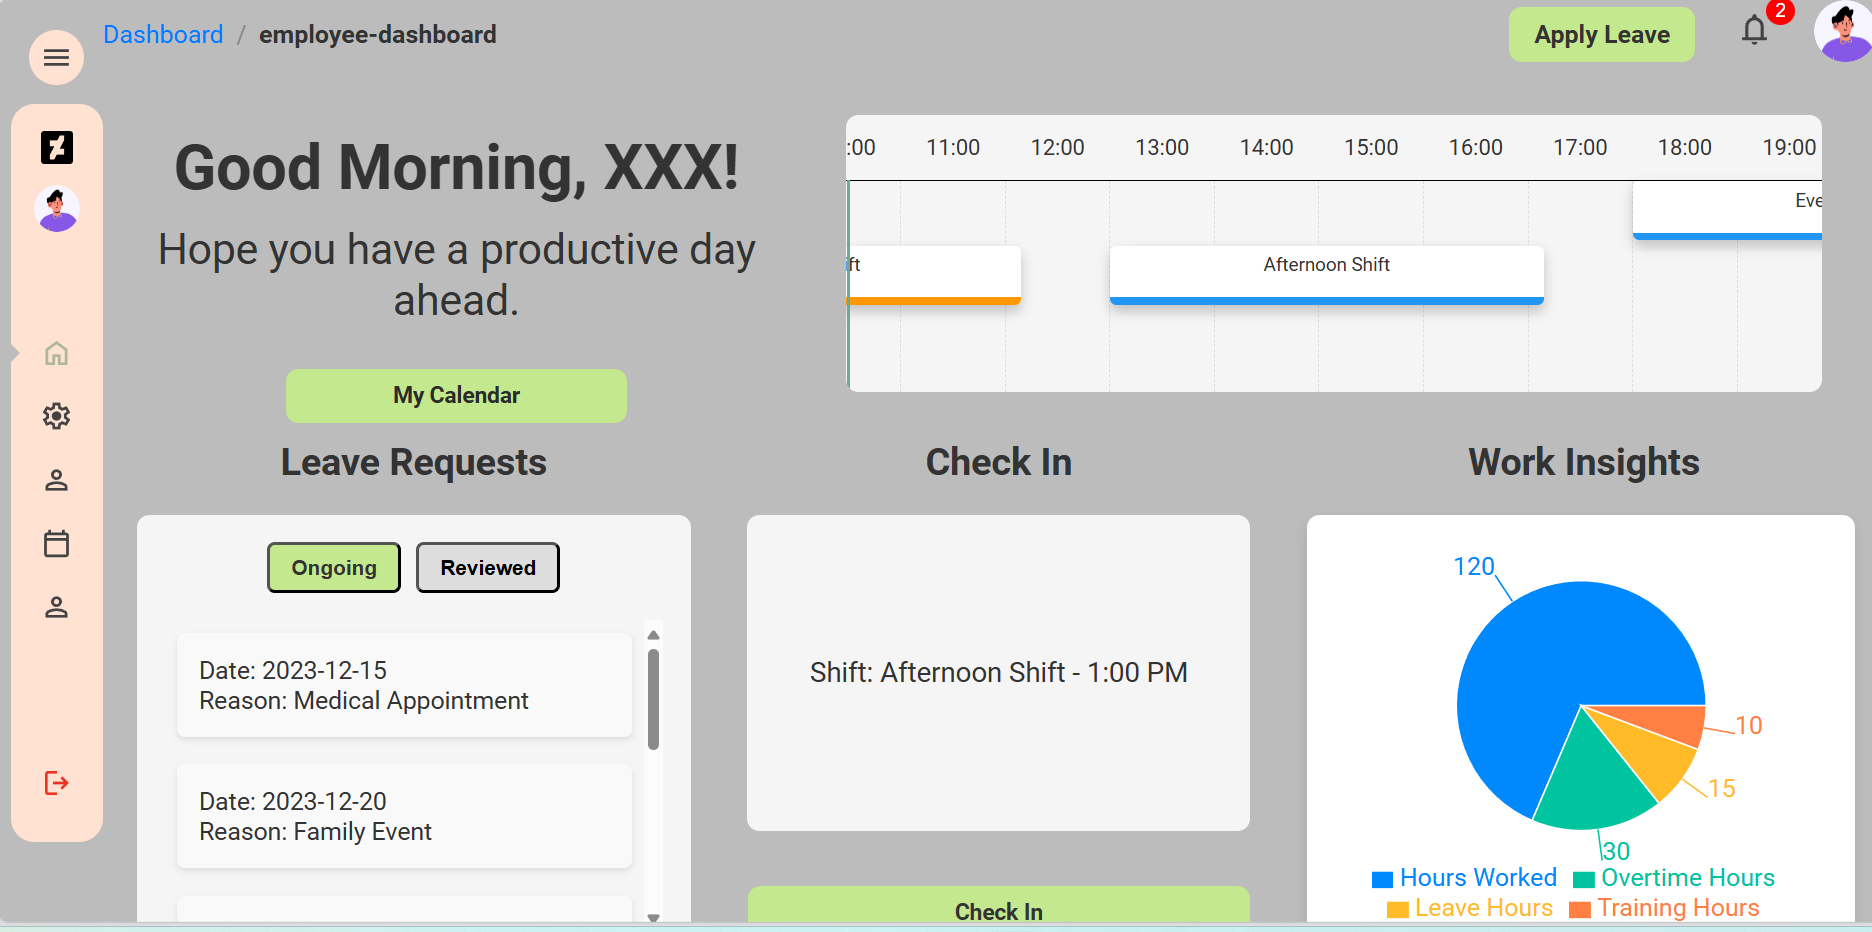 Dashboard / employee-dashboard
Apply Leave
2
Good Morning, XXX!
Hope you have a productive day
ahead.
My Calendar
:00 11:00 12:00 13:00 14:00 15:00 16:00 17:00 18:00 19:00
Eve
ft
Afternoon Shift
Leave Requests
Ongoing Reviewed
Date: 2023-12-15
Reason: Medical Appointment
Date: 2023-12-20
Reason: Family Event
Check In
Shift: Afternoon Shift - 1:00 PM
Check In
Work Insights
120
10
15
30
Hours Worked Overtime Hours
Leave Hours Training Hours